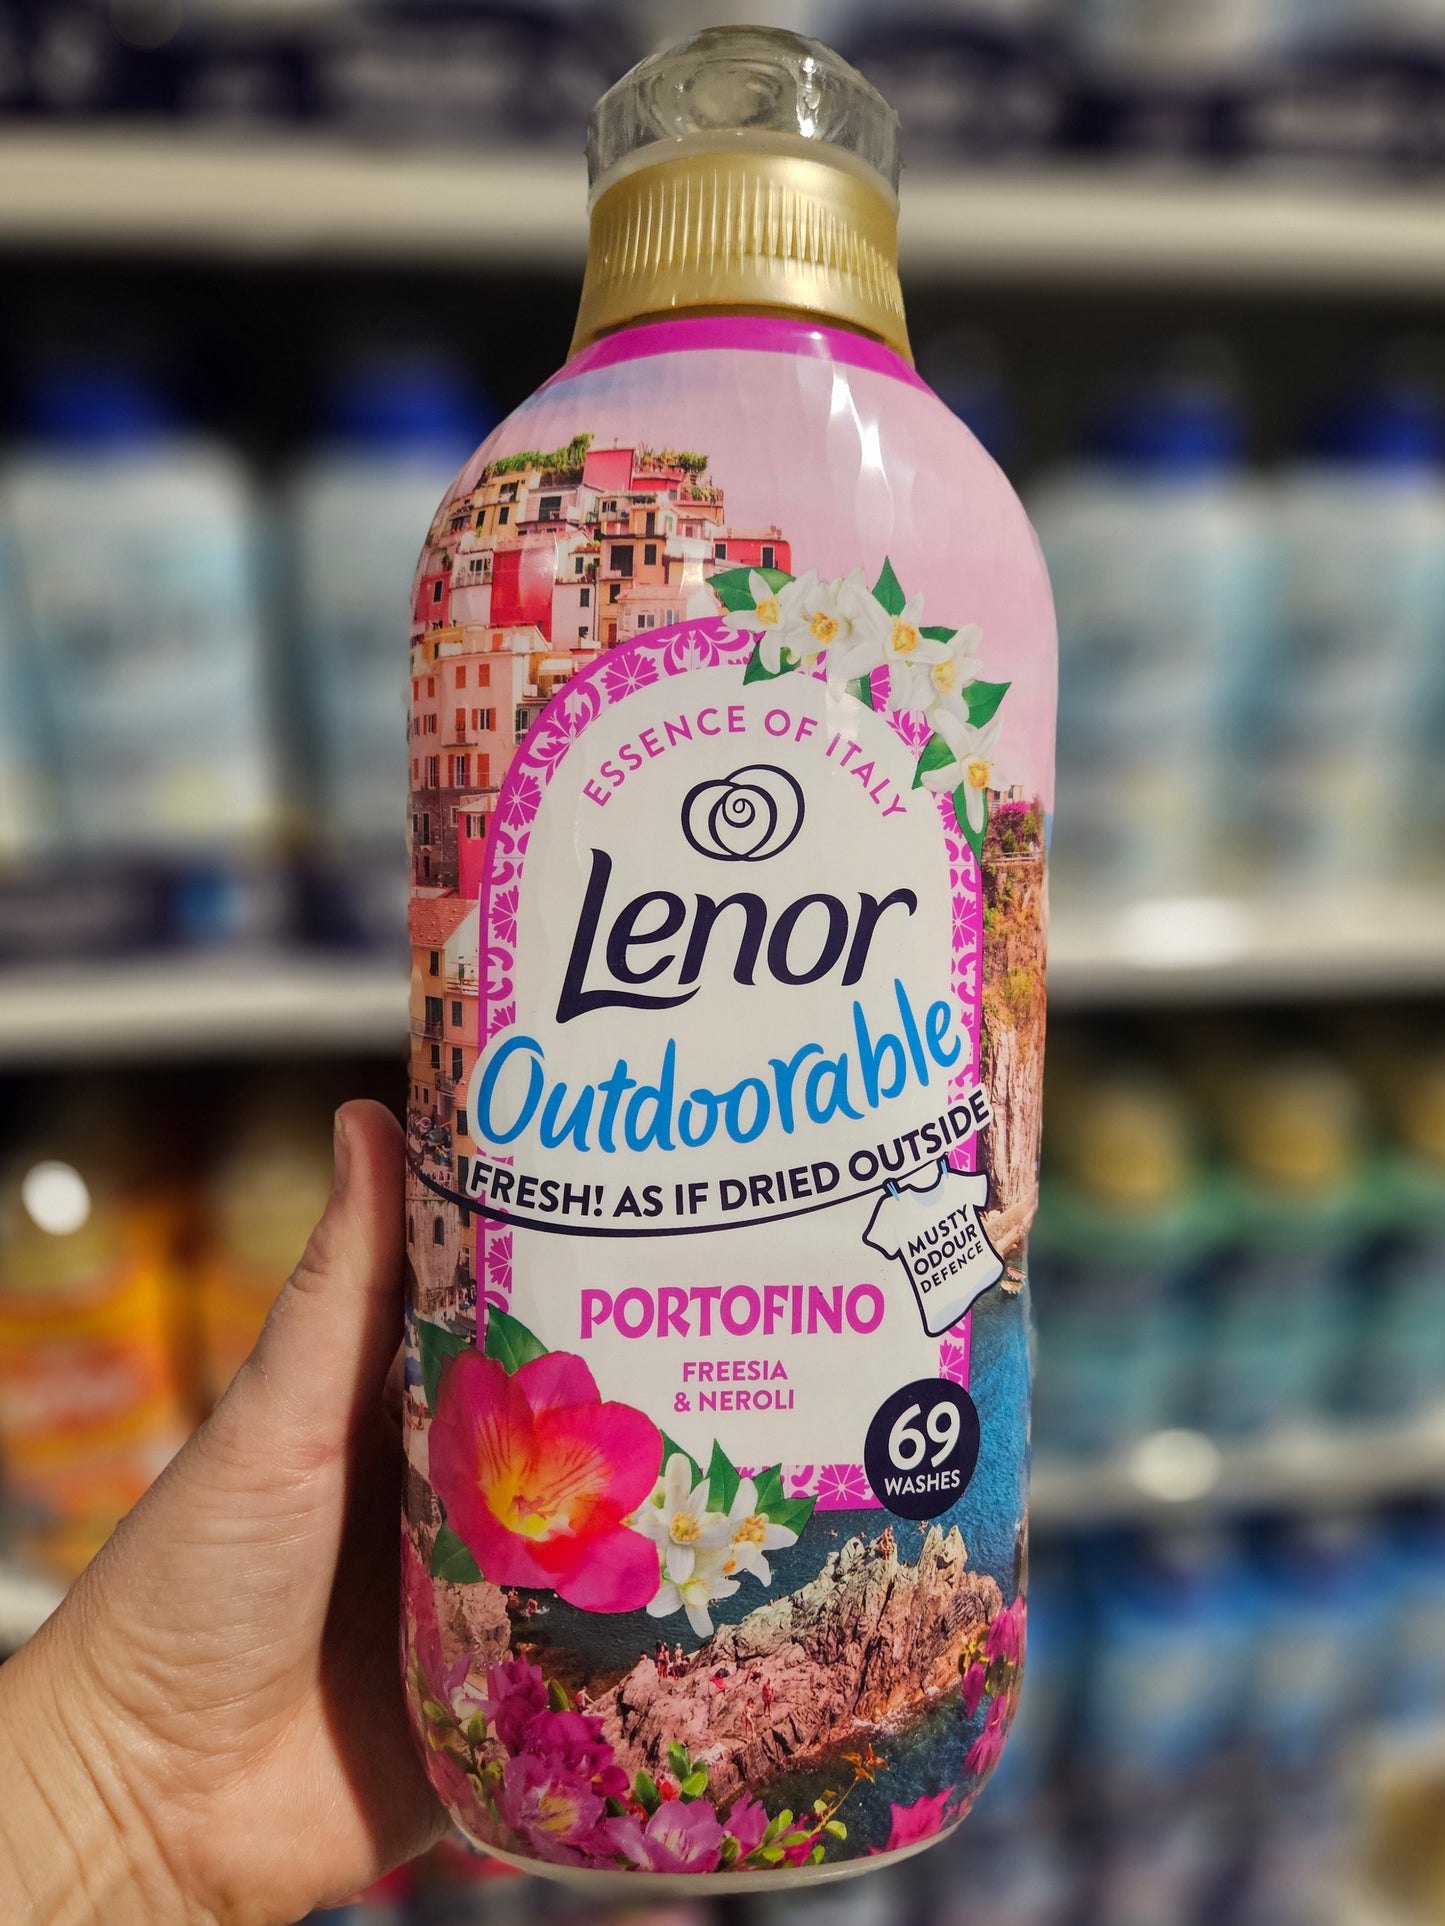 ESSENCE OF ITALY
Lenor
Outdoorable
FRESH! AS IF DRIED OUTSIDE
MUSTY
ODOUR
DEFENCE
PORTOFINO
FREESIA
& NEROLI
69
WASHES